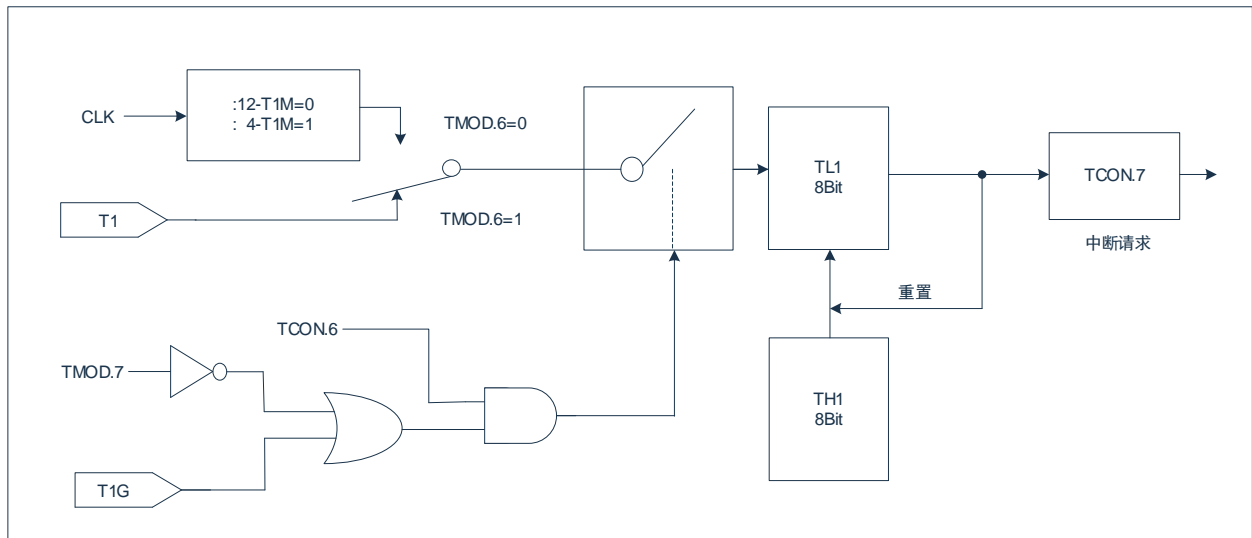 CLK
:12-T1M=0
: 4-T1M=1
TMOD.6=0
TMOD.6=1
T1
TL1
8Bit
TCON.7
中断请求
重置
TCON.6
TMOD.7
TH1
8Bit
T1G